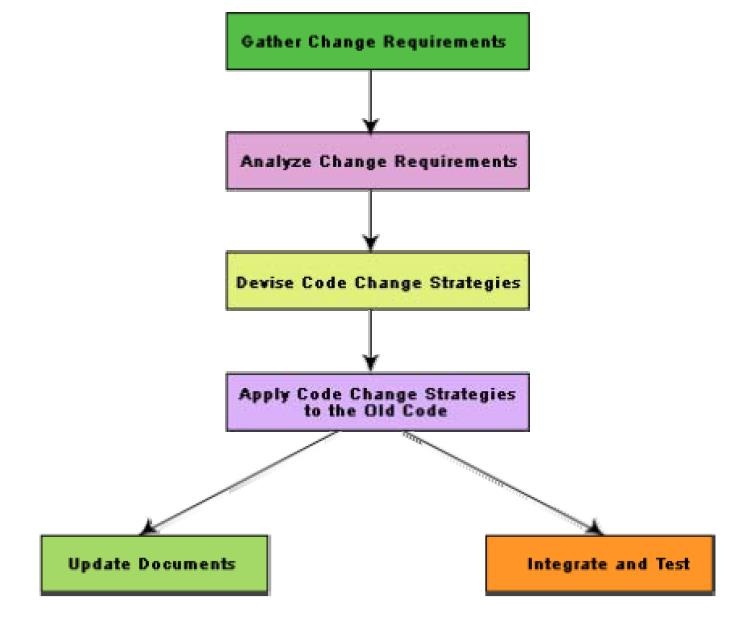 Gather Change Requirements
Analyze Change Requirements
Devise Code Change Strategies
Apply Code Change Strategies
to the Old Code
Update Documents
Integrate and Test